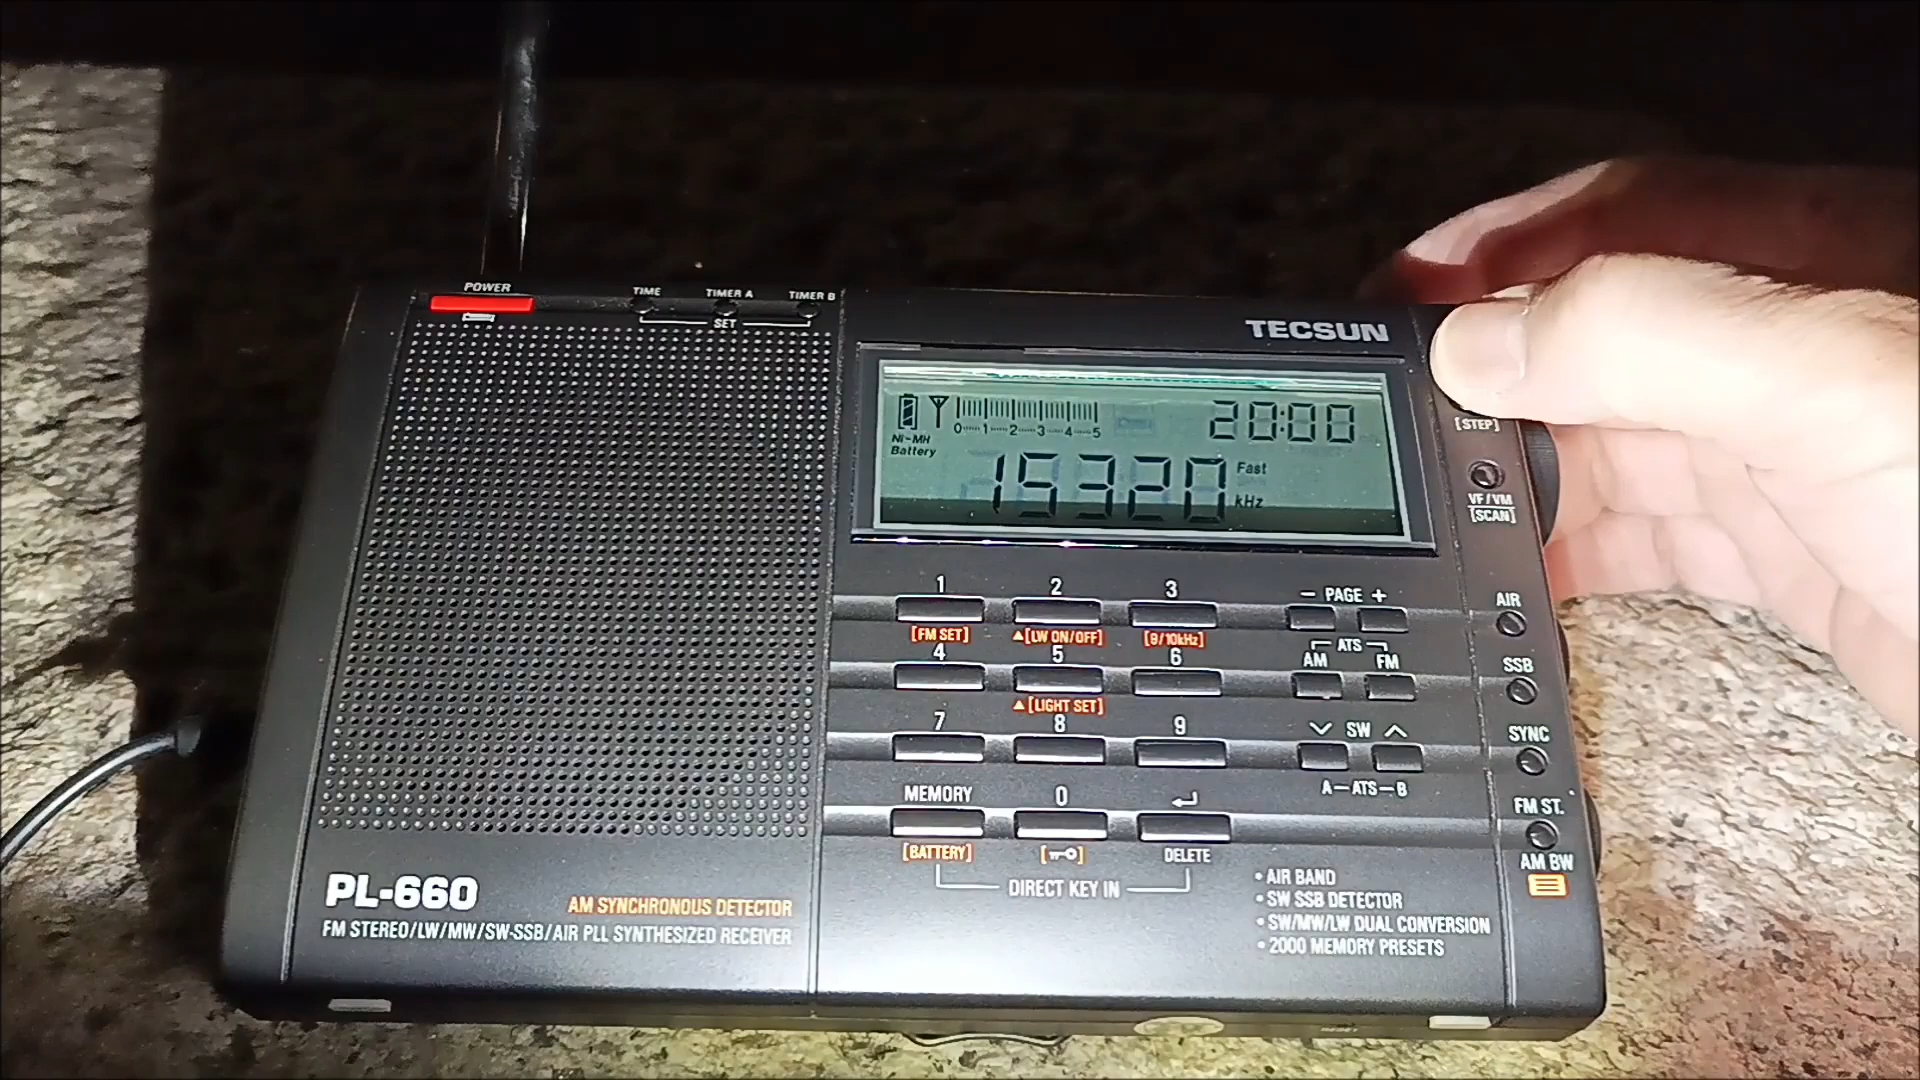 POWER
TIME
TIMER A
TIMER B
SET
TECSUN
20:00
0 1 2 3 4 5
Ni-MH
Battery
15320
Fast
kHz
[STEP]
VF/VM
[SCAN]
1 2 3
[FM SET] ▲[LW ON/OFF] [9/10kHz]
− PAGE +
AIR
4 5 6
▲[LIGHT SET]
ATS
AM FM
SSB
7 8 9
SW
A—ATS—B
SYNC
MEMORY 0 ↵
[BATTERY] DELETE
DIRECT KEY IN
FM ST.
AM BW
PL-660
AM SYNCHRONOUS DETECTOR
FM STEREO/LW/MW/SW-SSB/AIR PLL SYNTHESIZED RECEIVER
• AIR BAND
• SW SSB DETECTOR
• SW/MW/LW DUAL CONVERSION
• 2000 MEMORY PRESETS